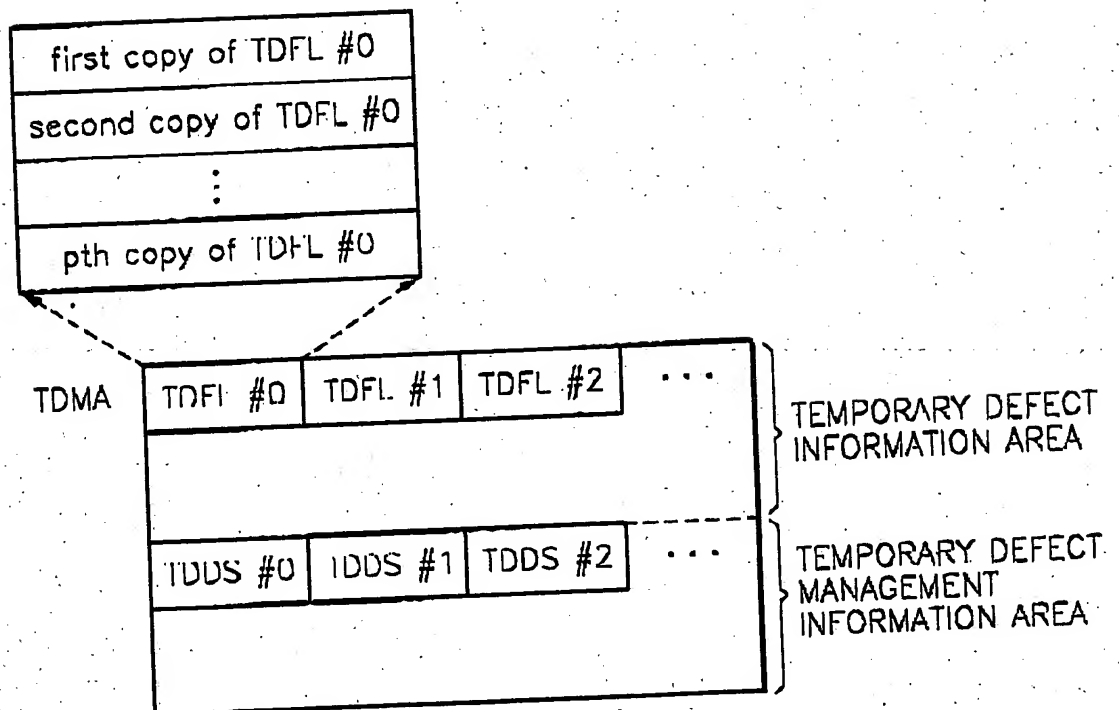 first copy of TDFL #0
second copy of TDFL #0
⋮
pth copy of TDFL #0
TDMA
TDFL #0
TDFL #1
TDFL #2
...
TEMPORARY DEFECT
INFORMATION AREA
TDDS #0
TDDS #1
TDDS #2
...
TEMPORARY DEFECT
MANAGEMENT
INFORMATION AREA